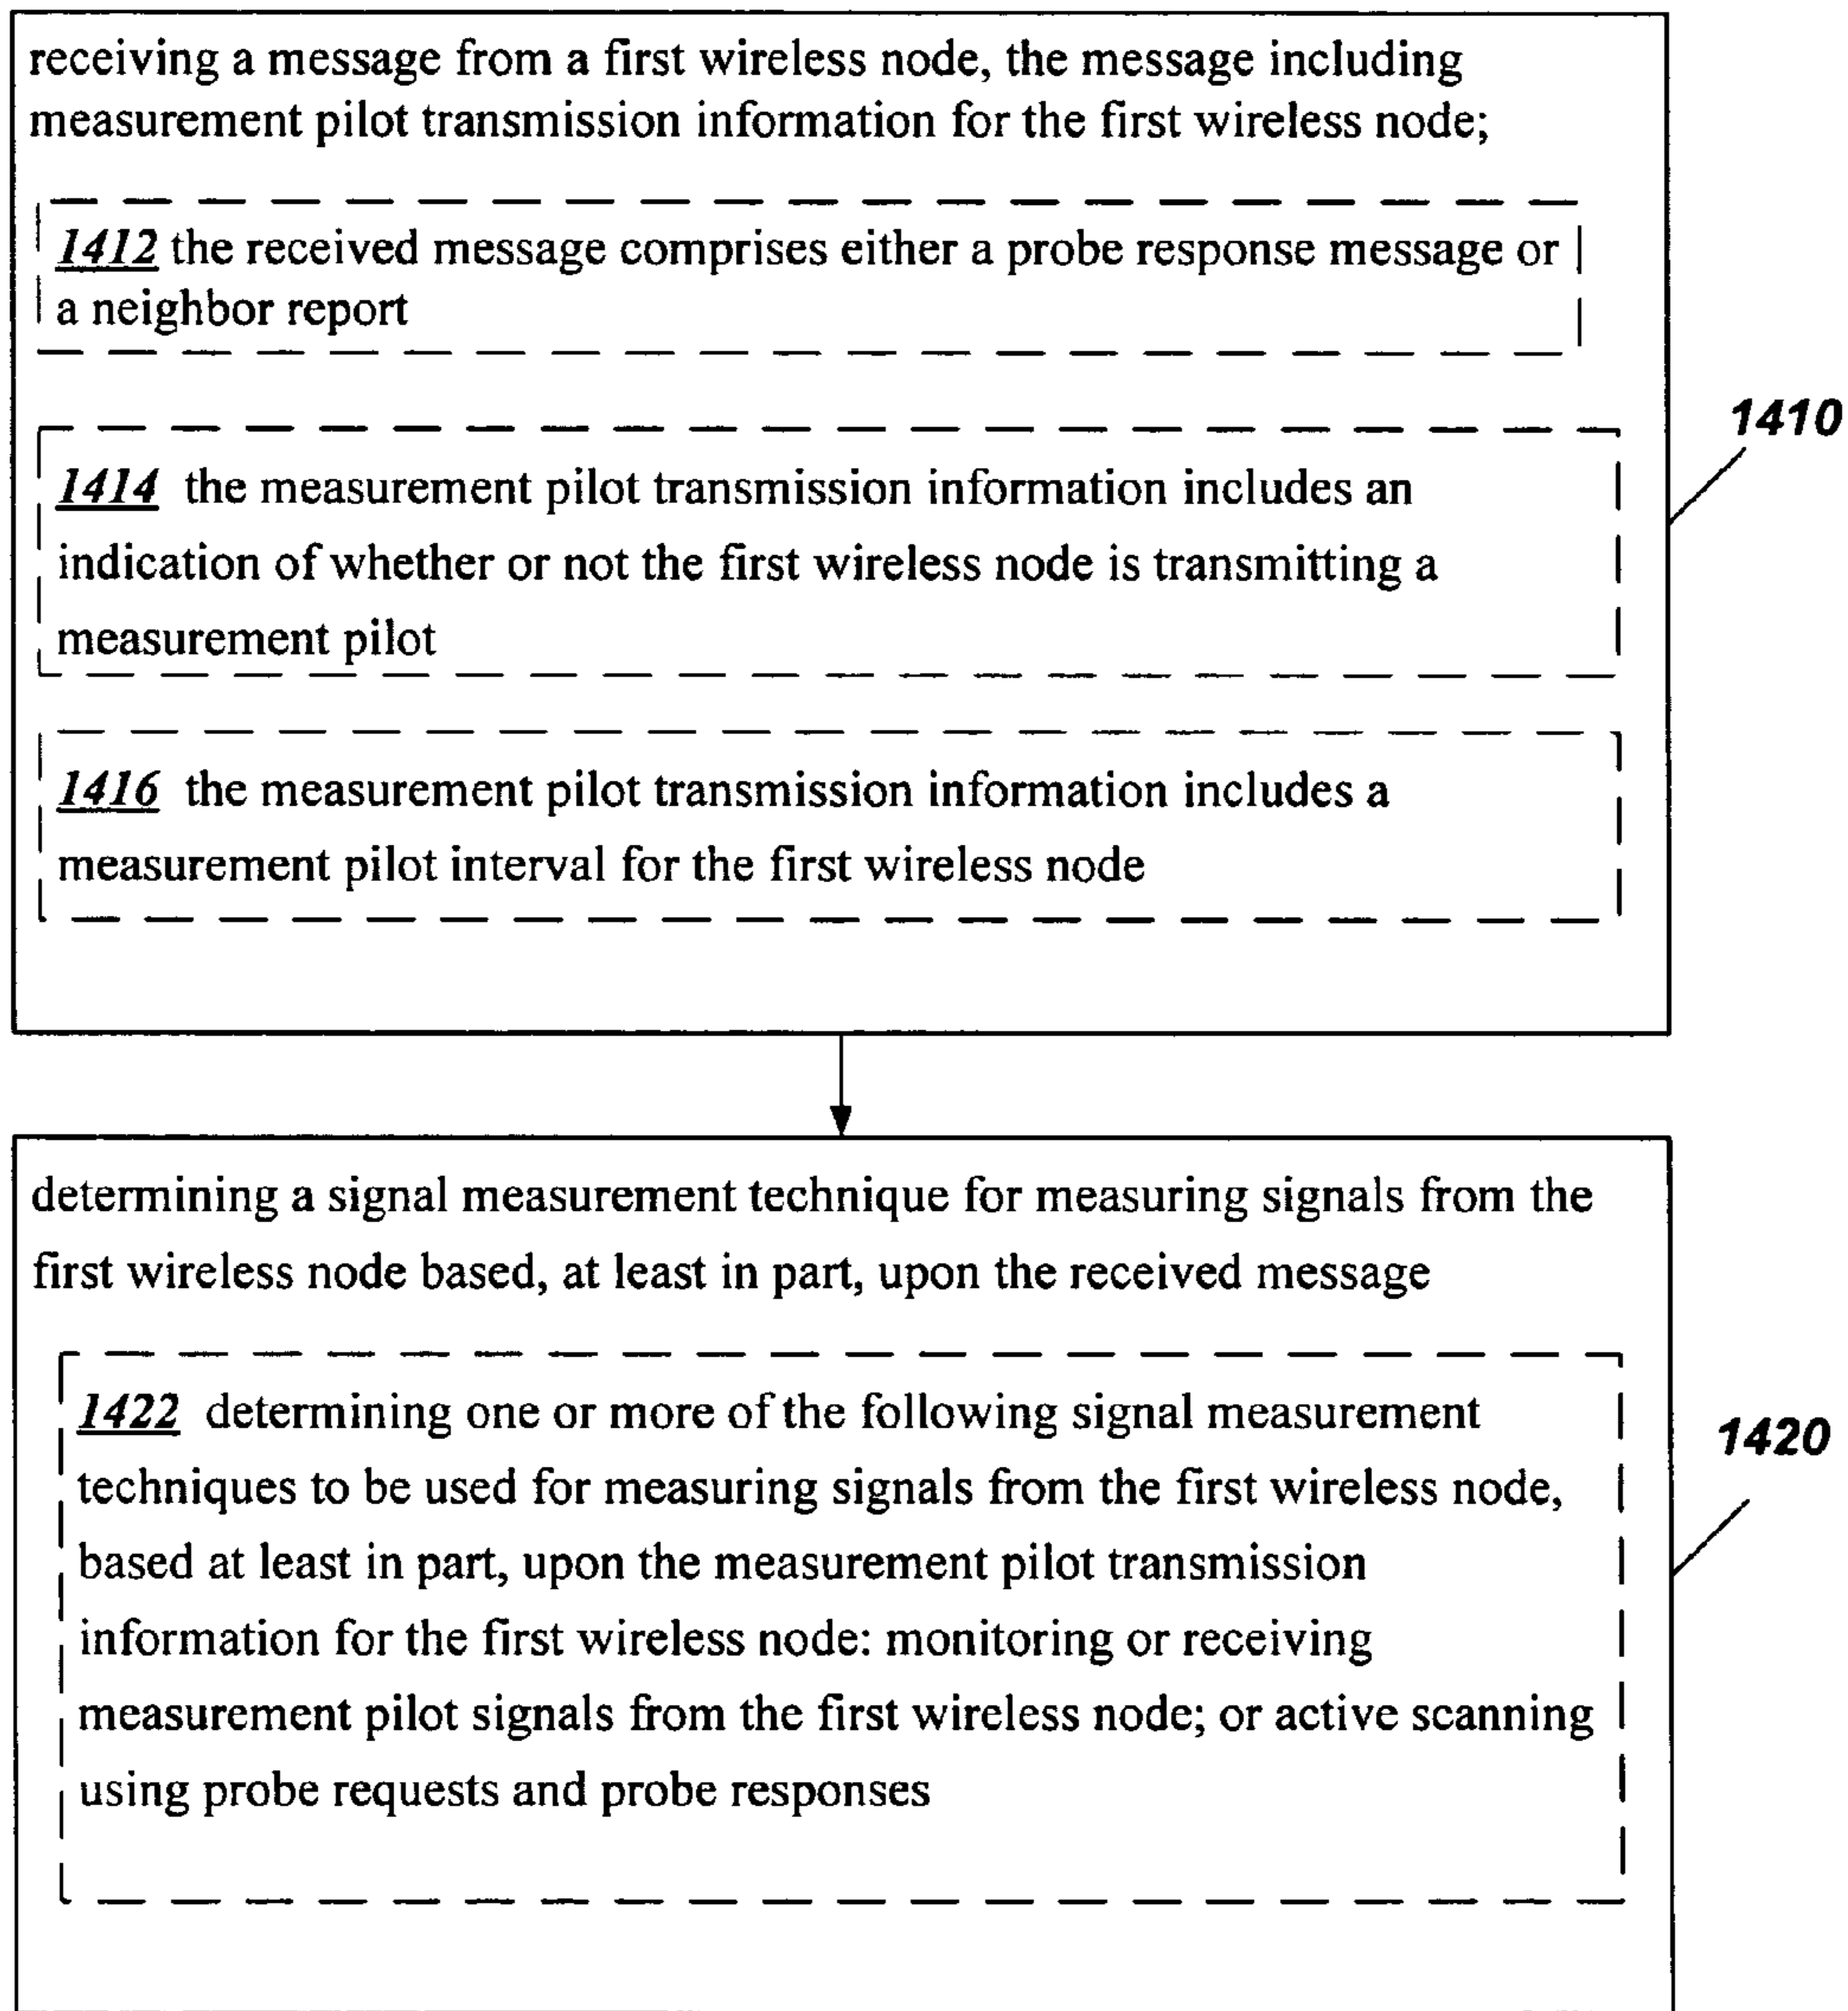 receiving a message from a first wireless node, the message including
measurement pilot transmission information for the first wireless node;
1412 the received message comprises either a probe response message or
a neighbor report
1410
1414 the measurement pilot transmission information includes an
indication of whether or not the first wireless node is transmitting a
measurement pilot
1416 the measurement pilot transmission information includes a
measurement pilot interval for the first wireless node
determining a signal measurement technique for measuring signals from the
first wireless node based, at least in part, upon the received message
1422 determining one or more of the following signal measurement
1420
techniques to be used for measuring signals from the first wireless node,
based at least in part, upon the measurement pilot transmission
information for the first wireless node: monitoring or receiving
measurement pilot signals from the first wireless node; or active scanning
using probe requests and probe responses